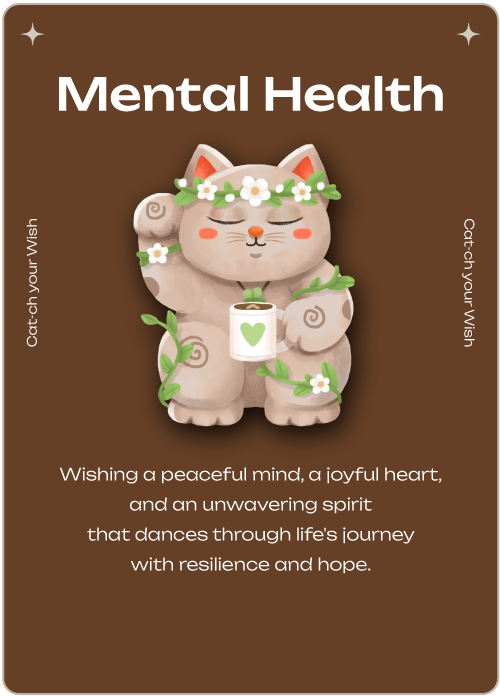 Mental Health
Cat·ch your Wish
Cat·ch your Wish
Wishing a peaceful mind, a joyful heart,
and an unwavering spirit
that dances through life's journey
with resilience and hope.